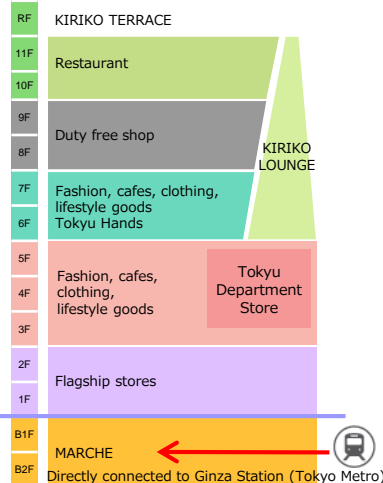 RF
KIRIKO TERRACE
11F
Restaurant
10F
9F
Duty free shop
8F
KIRIKO
LOUNGE
7F
Fashion, cafes, clothing,
lifestyle goods
6F
Tokyu Hands
5F
4F
3F
Fashion, cafes,
clothing,
lifestyle goods
Tokyu
Department
Store
2F
Flagship stores
1F
B1F
MARCHE
B2F
Directly connected to Ginza Station (Tokyo Metro)